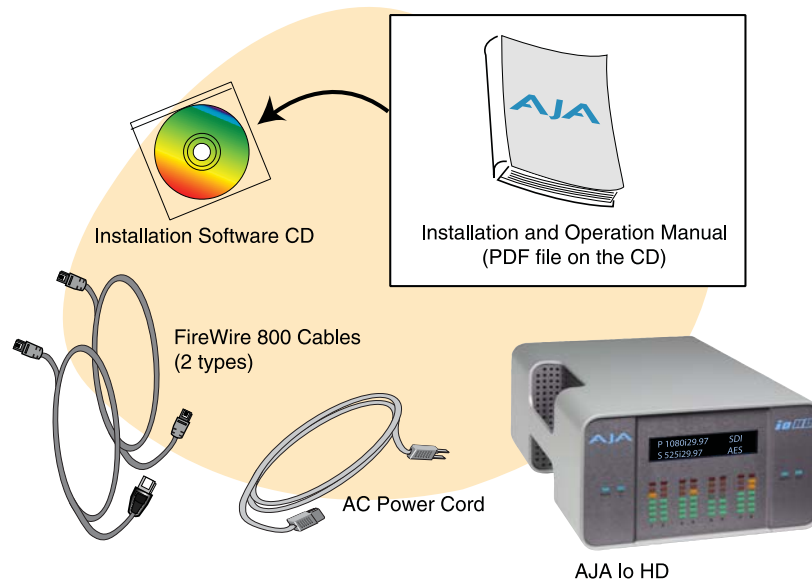 AJA
Installation Software CD
Installation and Operation Manual
(PDF file on the CD)
FireWire 800 Cables
(2 types)
AC Power Cord
AJA
P 1080i29.97 SDI
S 525i29.97 AES
ioHD
AJA Io HD